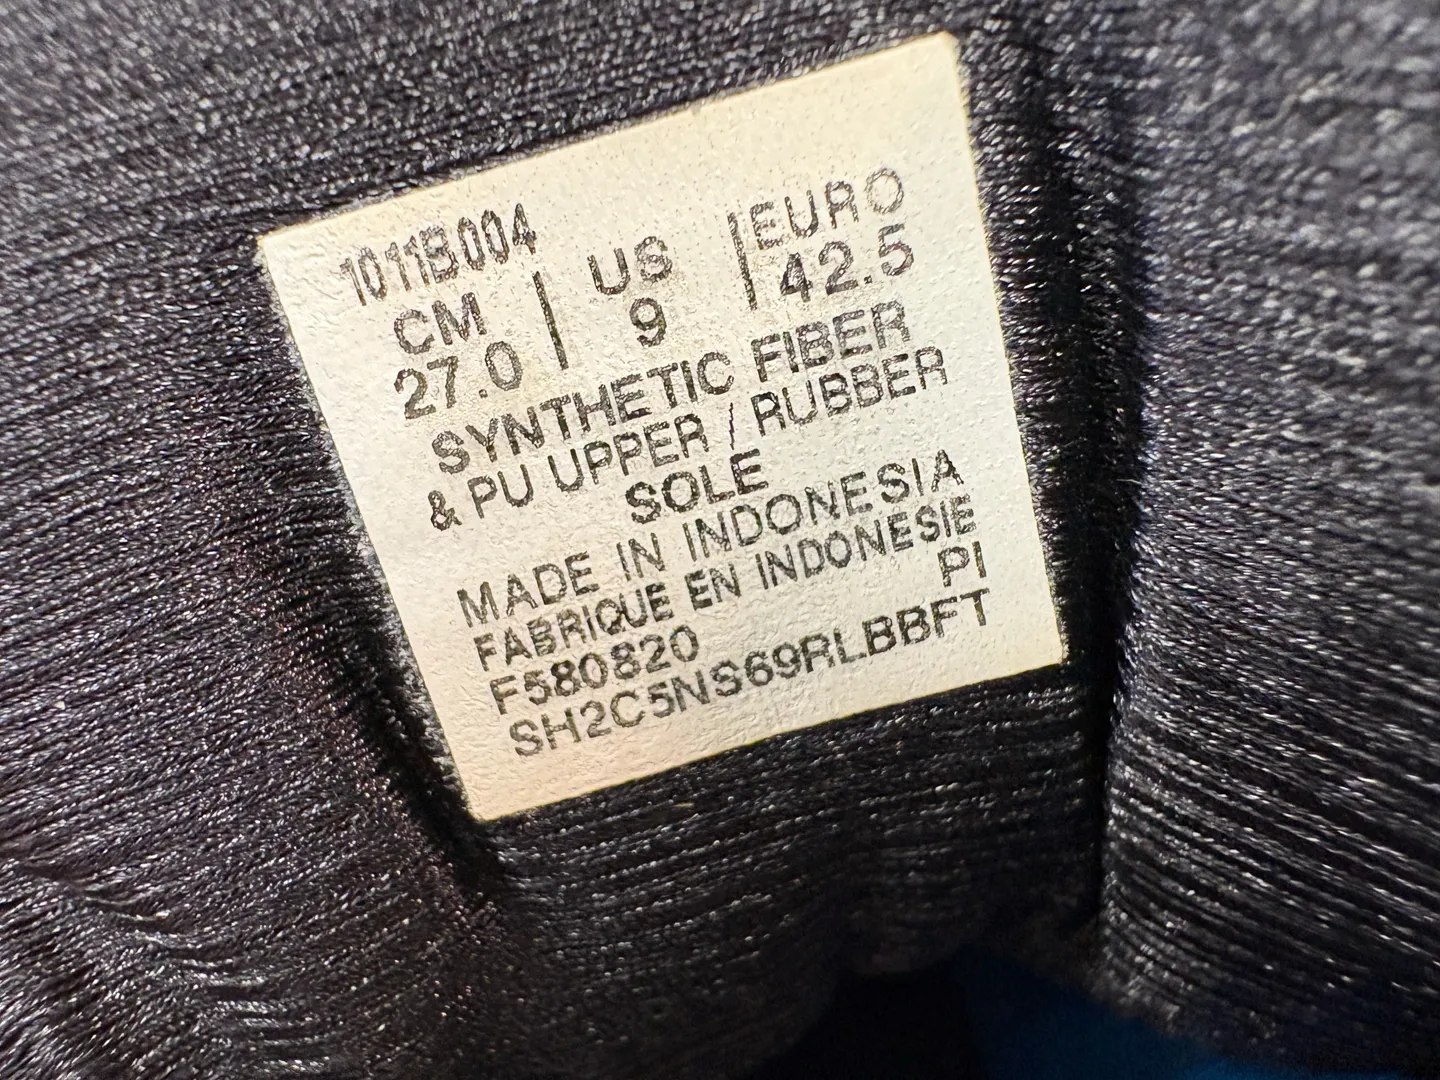 1011B004
CM | US | EURO
27.0 | 9 | 42.5
SYNTHETIC FIBER
& PU UPPER / RUBBER
SOLE
MADE IN INDONESIA
FABRIQUE EN INDONESIE
PI
F580820
SH2C5NS69RLBBFT